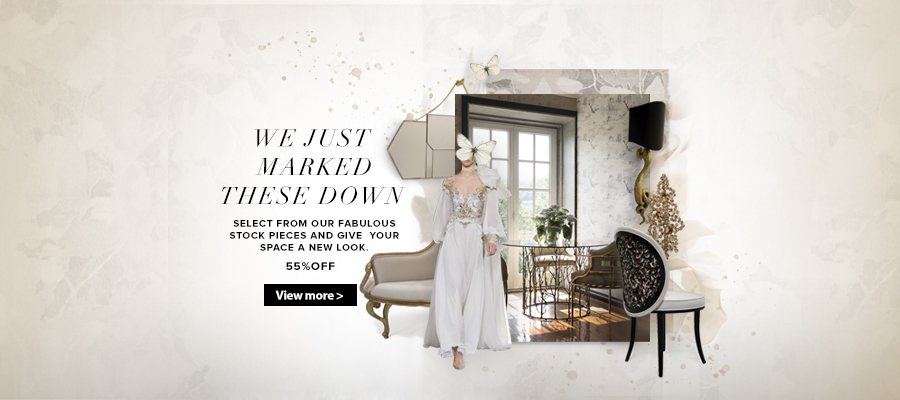 WE JUST
MARKED
THESE DOWN
SELECT FROM OUR FABULOUS
STOCK PIECES AND GIVE YOUR
SPACE A NEW LOOK.
55%OFF
View more >